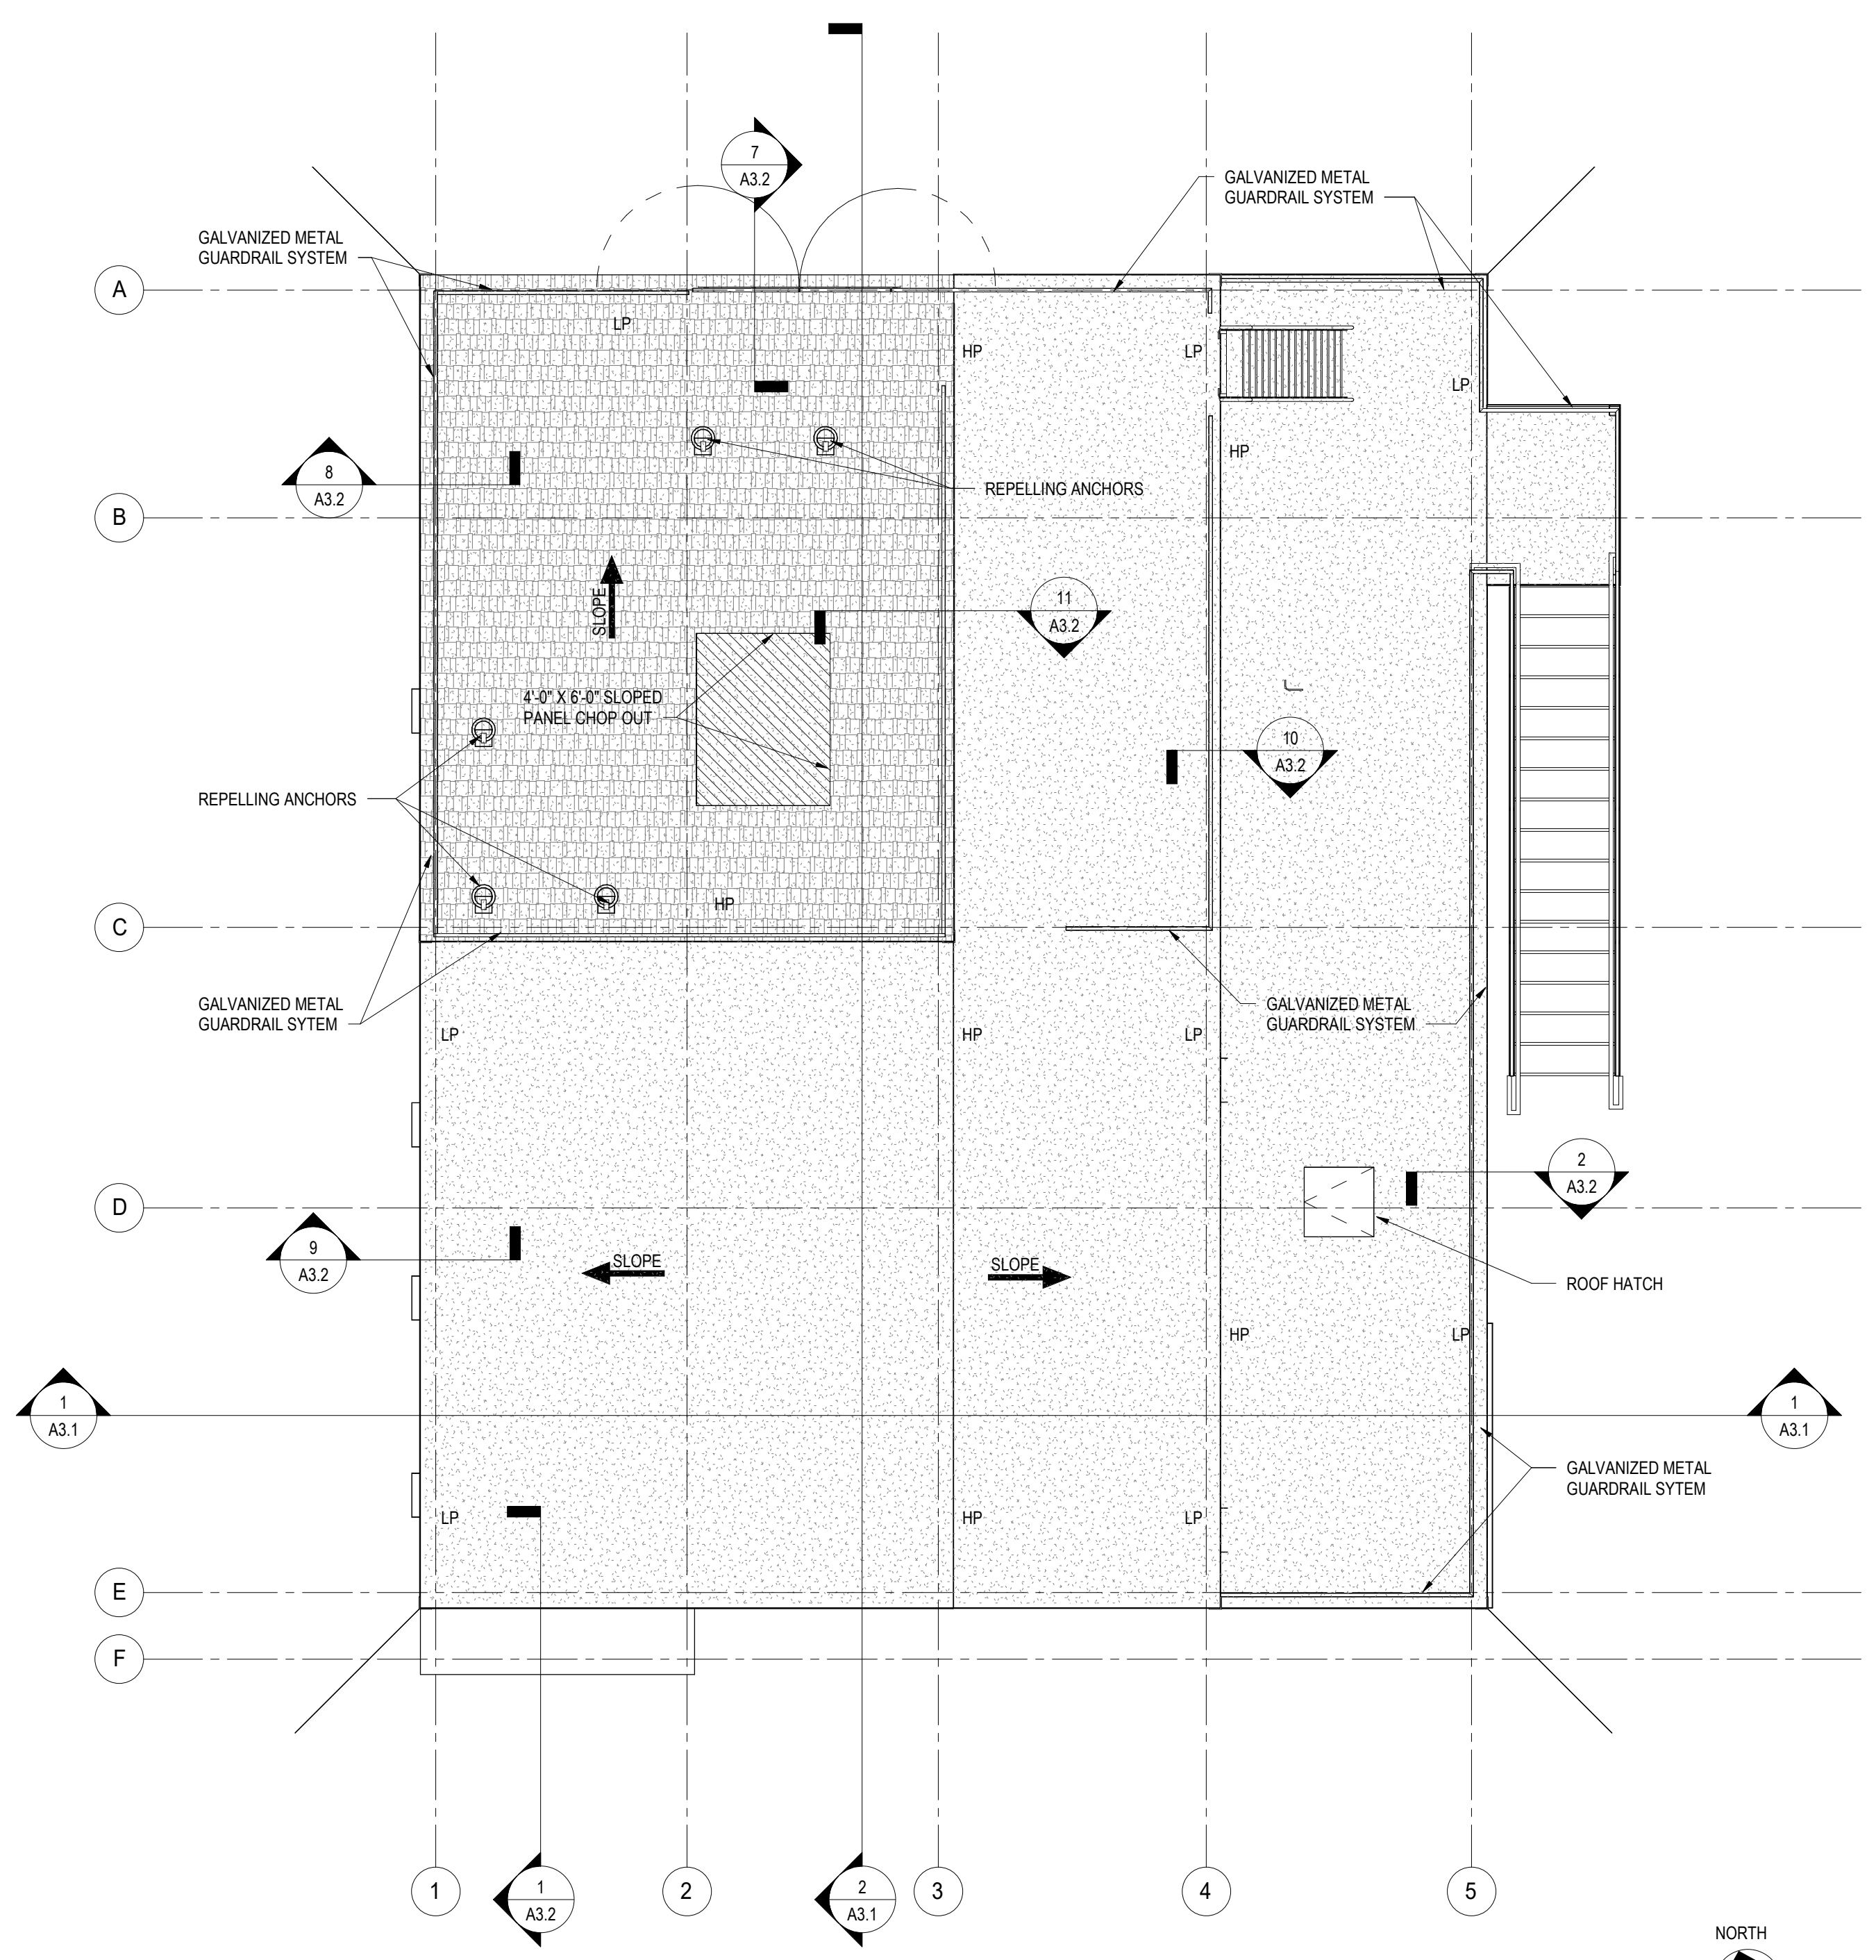 7
A3.2
GALVANIZED METAL
GUARDRAIL SYSTEM
GALVANIZED METAL
GUARDRAIL SYSTEM
A
LP
HP
LP
LP
8
A3.2
HP
REPELLING ANCHORS
B
SLOPE
11
A3.2
4'-0" X 6'-0" SLOPED
PANEL CHOP OUT
10
A3.2
REPELLING ANCHORS
HP
C
GALVANIZED METAL
GUARDRAIL SYTEM
GALVANIZED METAL
GUARDRAIL SYSTEM
LP
HP
LP
2
A3.2
D
9
A3.2
SLOPE
SLOPE
ROOF HATCH
HP
LP
1
A3.1
1
A3.1
GALVANIZED METAL
GUARDRAIL SYTEM
LP
HP
LP
E
F
1
1
A3.2
2
2
A3.1
3
4
5
NORTH